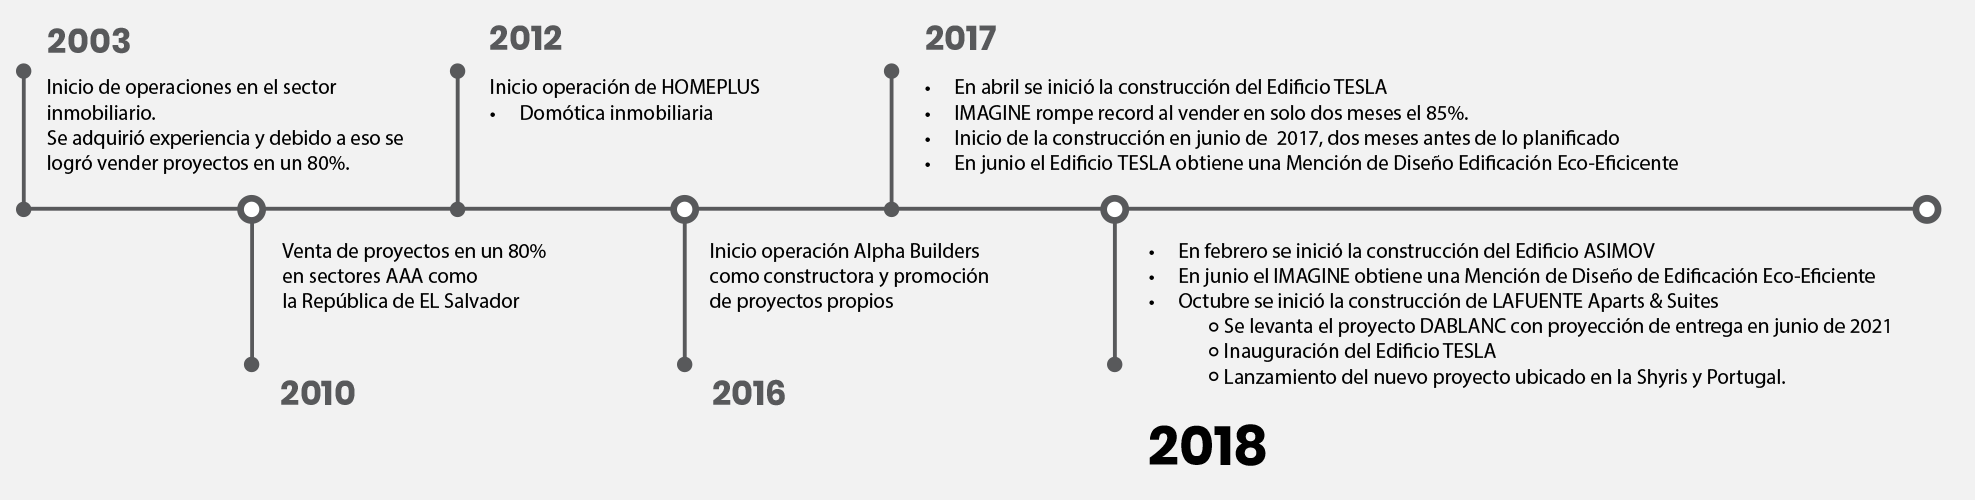 2003
Inicio de operaciones en el sector
inmobiliario.
Se adquirió experiencia y debido a eso se
logró vender proyectos en un 80%.
2012
Inicio operación de HOMEPLUS
• Domótica inmobiliaria
2017
• En abril se inició la construcción del Edificio TESLA
• IMAGINE rompe record al vender en solo dos meses el 85%.
• Inicio de la construcción en junio de 2017, dos meses antes de lo planificado
• En junio el Edificio TESLA obtiene una Mención de Diseño Edificación Eco-Eficicente
Venta de proyectos en un 80%
en sectores AAA como
la República de EL Salvador
2010
Inicio operación Alpha Builders
como constructora y promoción
de proyectos propios
2016
• En febrero se inició la construcción del Edificio ASIMOV
• En junio el IMAGINE obtiene una Mención de Diseño de Edificación Eco-Eficiente
• Octubre se inició la construcción de LAFUENTE Aparts & Suites
o Se levanta el proyecto DABLANC con proyección de entrega en junio de 2021
o Inauguración del Edificio TESLA
o Lanzamiento del nuevo proyecto ubicado en la Shyris y Portugal.
2018